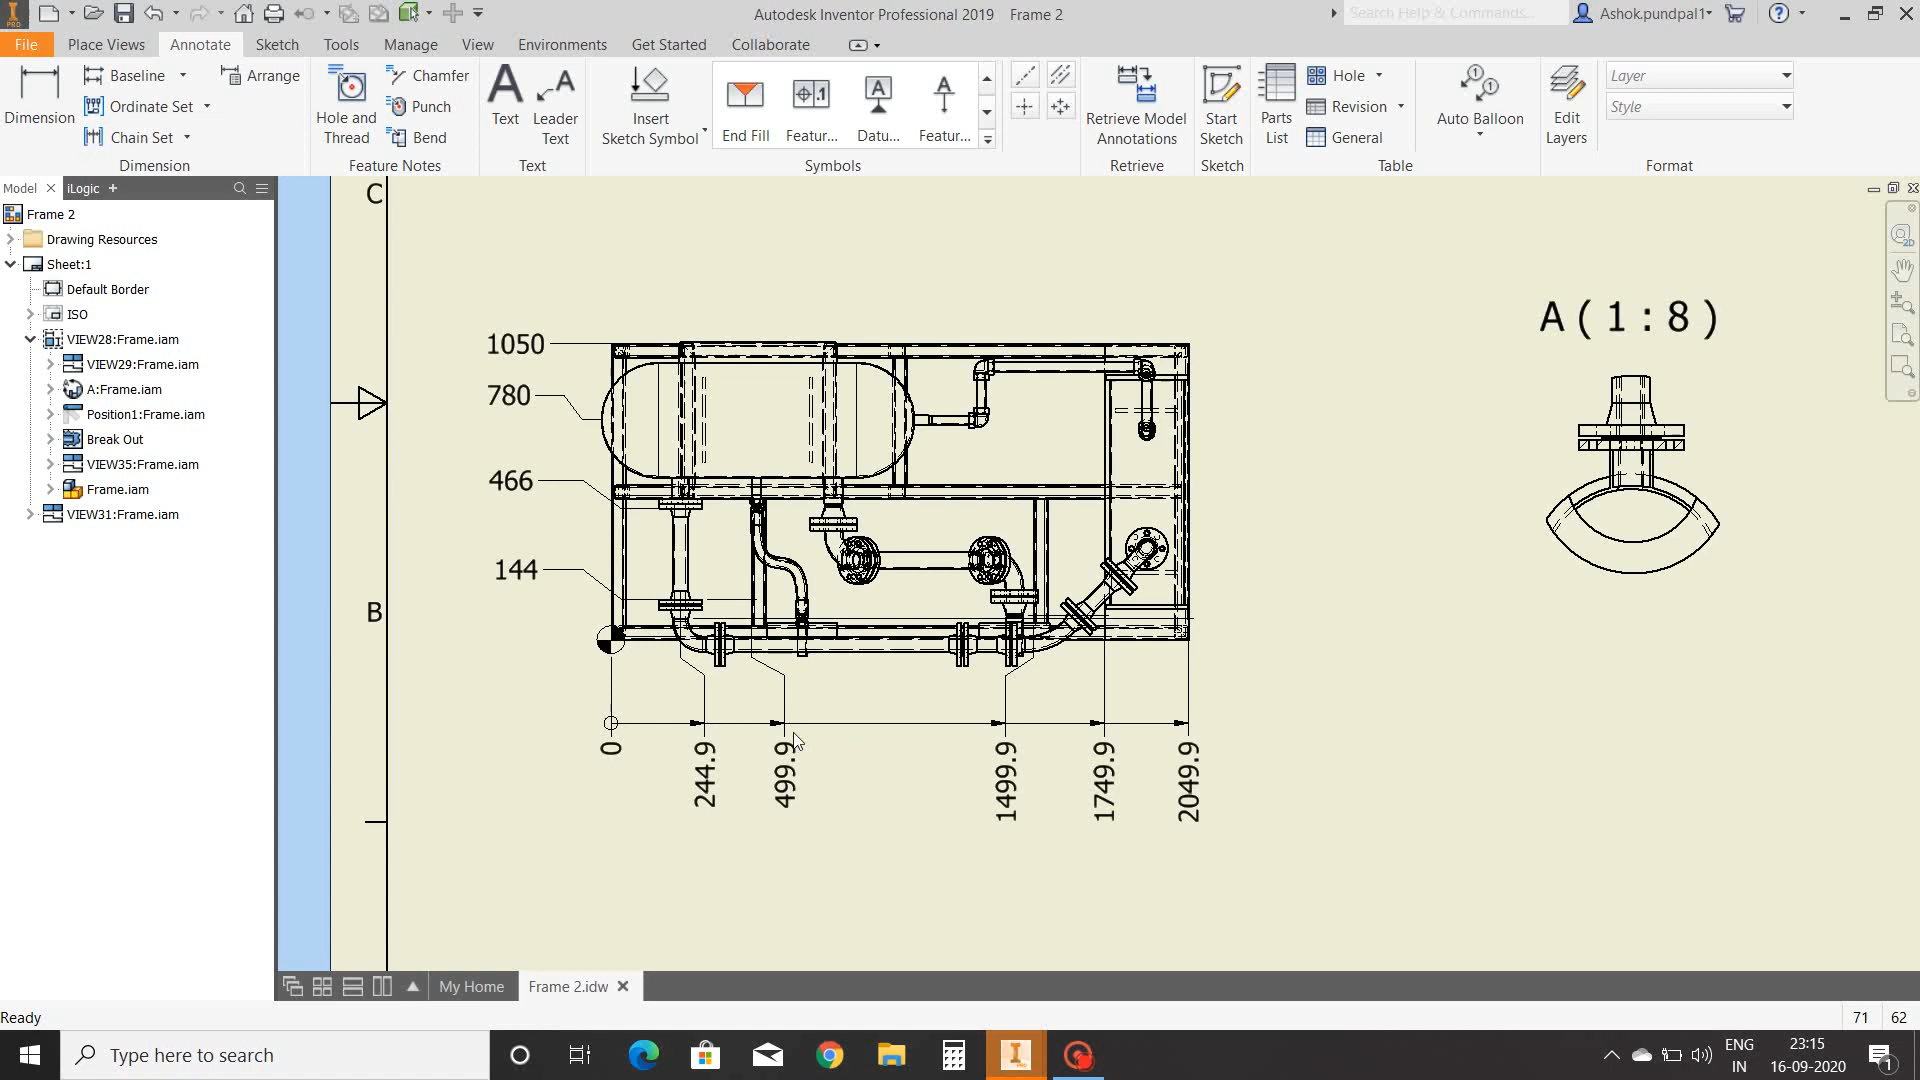 Autodesk Inventor Professional 2019 Frame 2
Search Help & Commands...
Ashok.pundpal1
PRO
File Place Views Annotate Sketch Tools Manage View Environments Get Started Collaborate
Dimension
Baseline
Arrange
Ordinate Set
Chain Set
Dimension
Hole and Thread
Chamfer
Punch
Bend
Feature Notes
Text
Leader Text
Text
Insert Sketch Symbol
End Fill Featur... Datu... Featur...
Symbols
Retrieve Model Annotations
Retrieve
Start Sketch
Sketch
Parts List
Hole
Revision
General
Auto Balloon
Table
Edit Layers
Layer
Style
Format
Model iLogic +
Frame 2
Drawing Resources
Sheet:1
Default Border
ISO
VIEW28:Frame.iam
VIEW29:Frame.iam
A:Frame.iam
Position1:Frame.iam
Break Out
VIEW35:Frame.iam
Frame.iam
VIEW31:Frame.iam
C
B
1050
780
466
144
0
244.9
499.9
1499.9
1749.9
2049.9
A ( 1 : 8 )
My Home Frame 2.idw
Ready
71 62
Type here to search
ENG
IN
23:15
16-09-2020
1